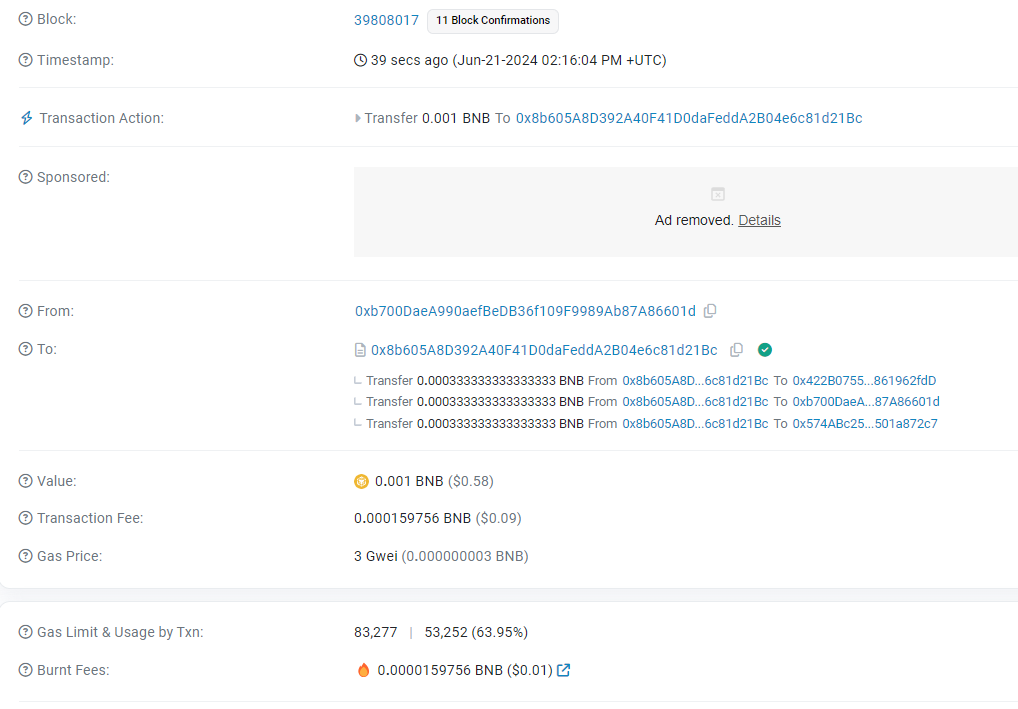 Block: 39808017 11 Block Confirmations
Timestamp: 39 secs ago (Jun-21-2024 02:16:04 PM +UTC)
Transaction Action: Transfer 0.001 BNB To 0x8b605A8D392A40F41D0daFeddA2B04e6c81d21Bc
Sponsored:
Ad removed. Details
From: 0xb700DaeA990aefBeDB36f109F9989Ab87A86601d
To: 0x8b605A8D392A40F41D0daFeddA2B04e6c81d21Bc
Transfer 0.000333333333333333 BNB From 0x8b605A8D...6c81d21Bc To 0x422B0755...861962fdD
Transfer 0.000333333333333333 BNB From 0x8b605A8D...6c81d21Bc To 0xb700DaeA...87A86601d
Transfer 0.000333333333333333 BNB From 0x8b605A8D...6c81d21Bc To 0x574ABc25...501a872c7
Value: 0.001 BNB ($0.58)
Transaction Fee: 0.000159756 BNB ($0.09)
Gas Price: 3 Gwei (0.000000003 BNB)
Gas Limit & Usage by Txn: 83,277 | 53,252 (63.95%)
Burnt Fees: 0.0000159756 BNB ($0.01)